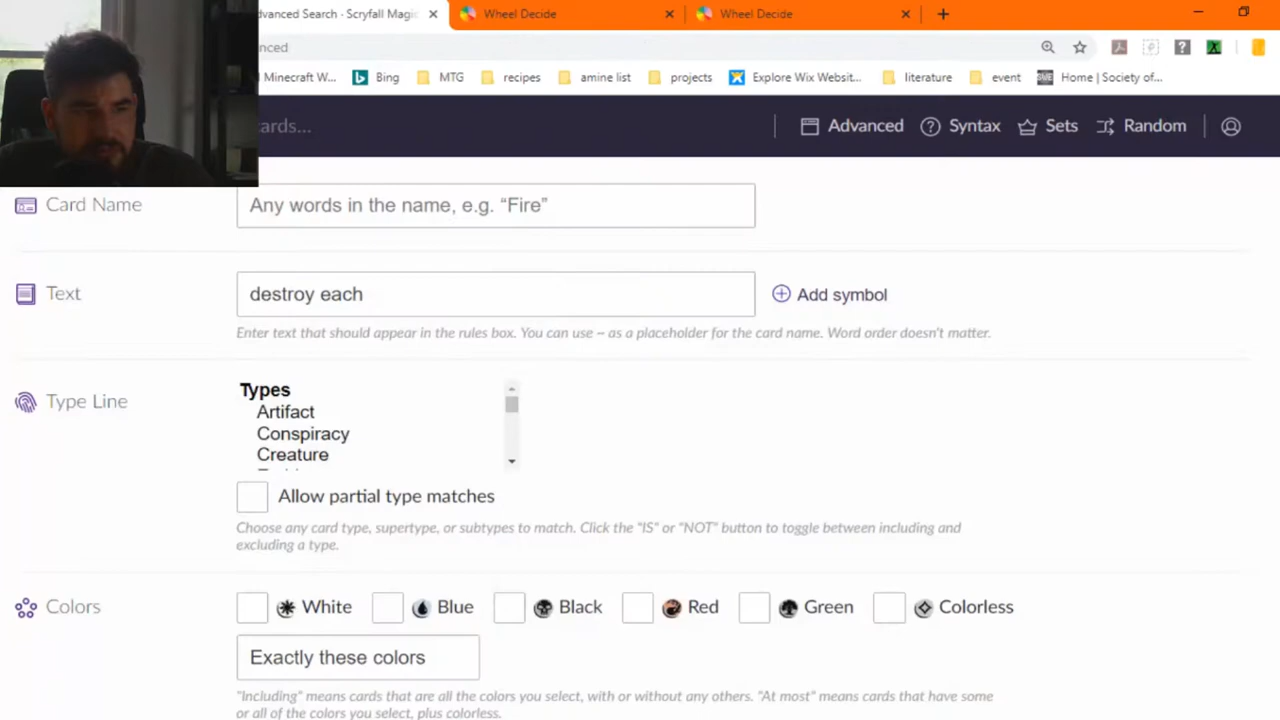 dvanced Search - Scryfall Magi
Wheel Decide
Wheel Decide
nced
Minecraft W...
Bing
MTG
recipes
amine list
projects
Explore Wix Websit...
literature
event
Home | Society of...
ards...
Advanced
Syntax
Sets
Random
Card Name
Any words in the name, e.g. “Fire”
Text
destroy each
Add symbol
Enter text that should appear in the rules box. You can use ~ as a placeholder for the card name. Word order doesn't matter.
Type Line
Types
Artifact
Conspiracy
Creature
Allow partial type matches
Choose any card type, supertype, or subtypes to match. Click the "IS" or "NOT" button to toggle between including and
excluding a type.
Colors
White
Blue
Black
Red
Green
Colorless
Exactly these colors
"Including" means cards that are all the colors you select, with or without any others. "At most" means cards that have some
or all of the colors you select, plus colorless.